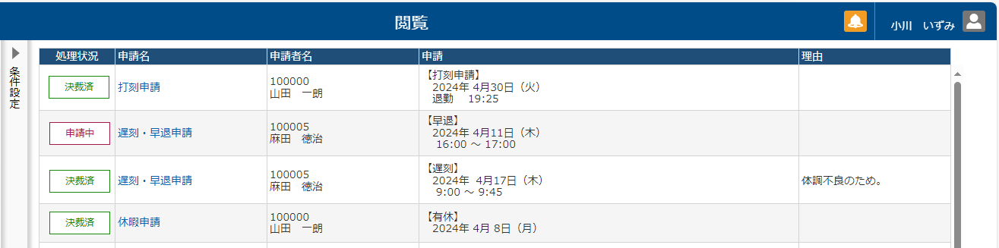 閲覧
小川　いずみ
条件設定
処理状況 申請名 申請者名 申請 理由
決裁済 打刻申請 100000
山田　一朗
【打刻申請】
2024年 4月30日（火）
退勤　19:25
申請中 遅刻・早退申請 100005
麻田　徳治
【早退】
2024年 4月11日（木）
16:00 ～ 17:00
決裁済 遅刻・早退申請 100005
麻田　徳治
【遅刻】
2024年 4月17日（木）
9:00 ～ 9:45
体調不良のため。
決裁済 休暇申請 100000
山田　一朗
【有休】
2024年 4月 8日（月）